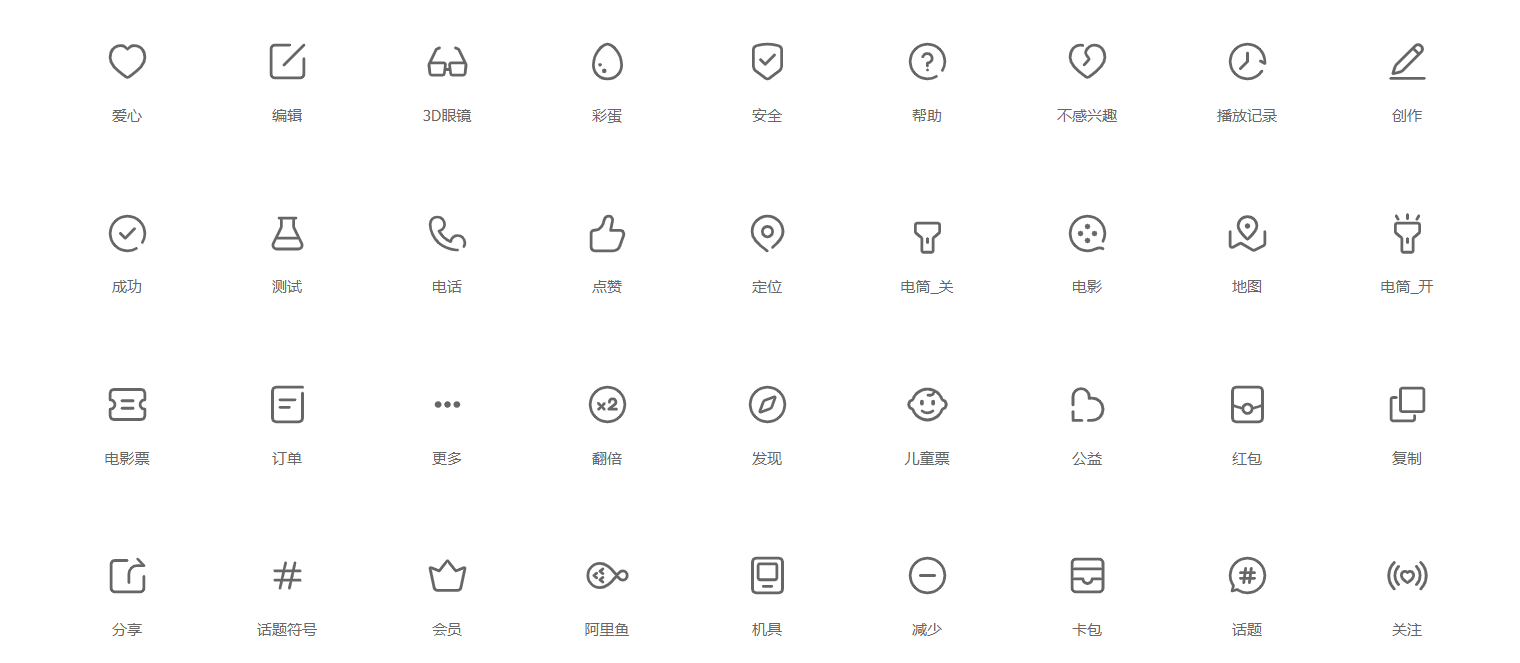 爱心 编辑 3D眼镜 彩蛋 安全 帮助 不感兴趣 播放记录 创作
成功 测试 电话 点赞 定位 电筒_关 电影 地图 电筒_开
x2
电影票 订单 更多 翻倍 发现 儿童票 公益 红包 复制
分享 话题符号 会员 阿里鱼 机具 减少 卡包 话题 关注